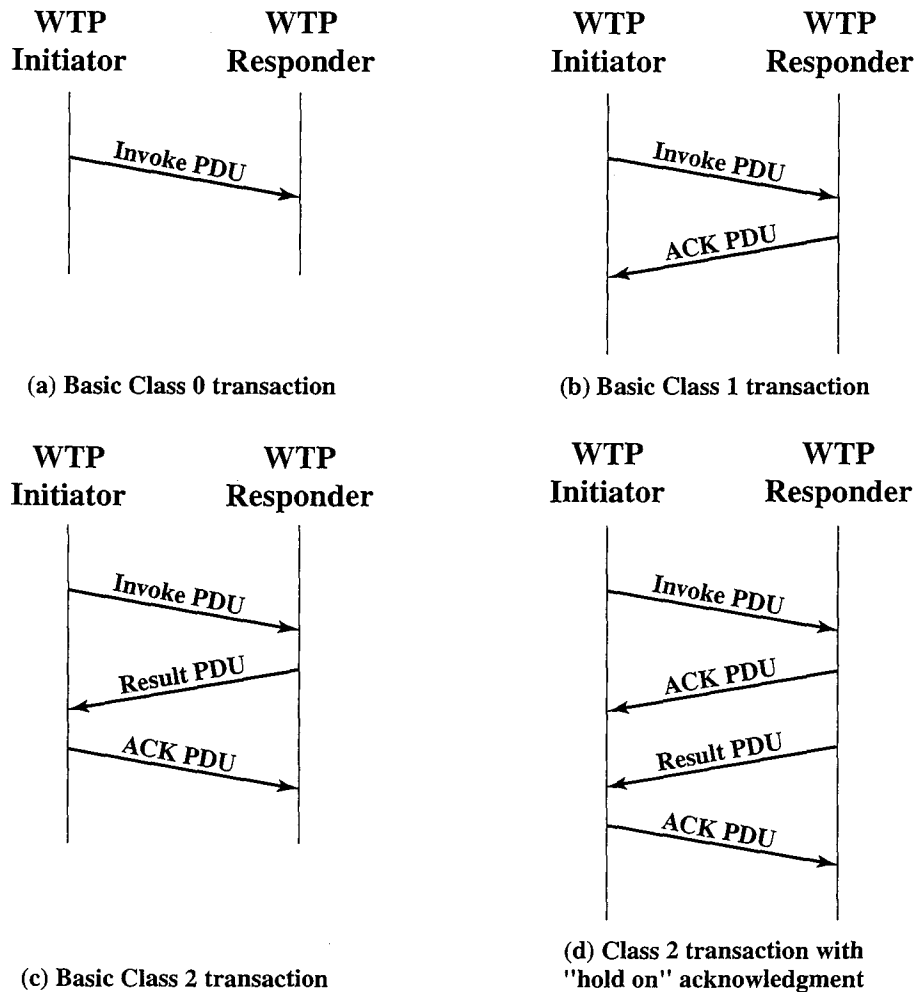 WTP
Initiator
WTP
Responder
Invoke PDU
(a) Basic Class 0 transaction
WTP
Initiator
WTP
Responder
Invoke PDU
ACK PDU
(b) Basic Class 1 transaction
WTP
Initiator
WTP
Responder
Invoke PDU
Result PDU
ACK PDU
(c) Basic Class 2 transaction
WTP
Initiator
WTP
Responder
Invoke PDU
ACK PDU
Result PDU
ACK PDU
(d) Class 2 transaction with
"hold on" acknowledgment